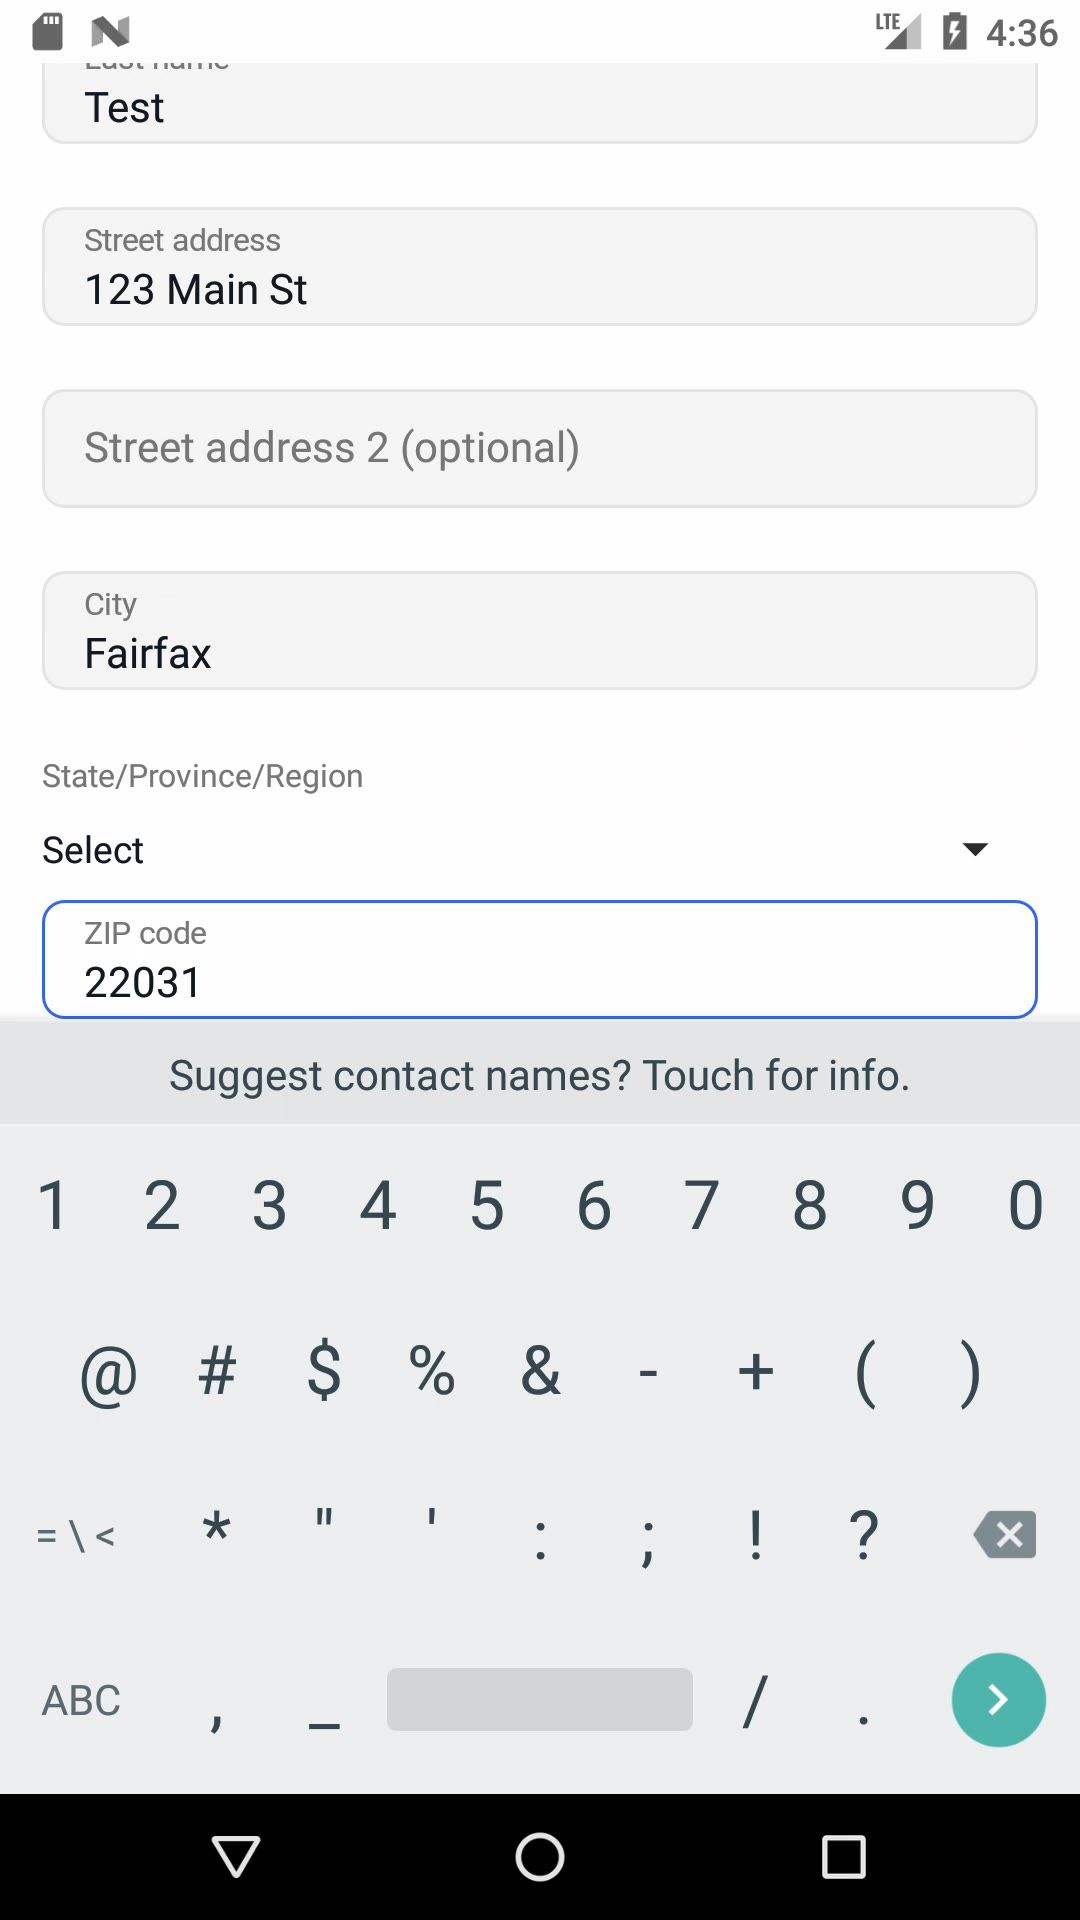 LTE 4:36
Last name
Test
Street address
123 Main St
Street address 2 (optional)
City
Fairfax
State/Province/Region
Select
ZIP code
22031
Suggest contact names? Touch for info.
1 2 3 4 5 6 7 8 9 0
@ # $ % & - + ( )
= \ < * " ' : ; ! ?
ABC , _ / .